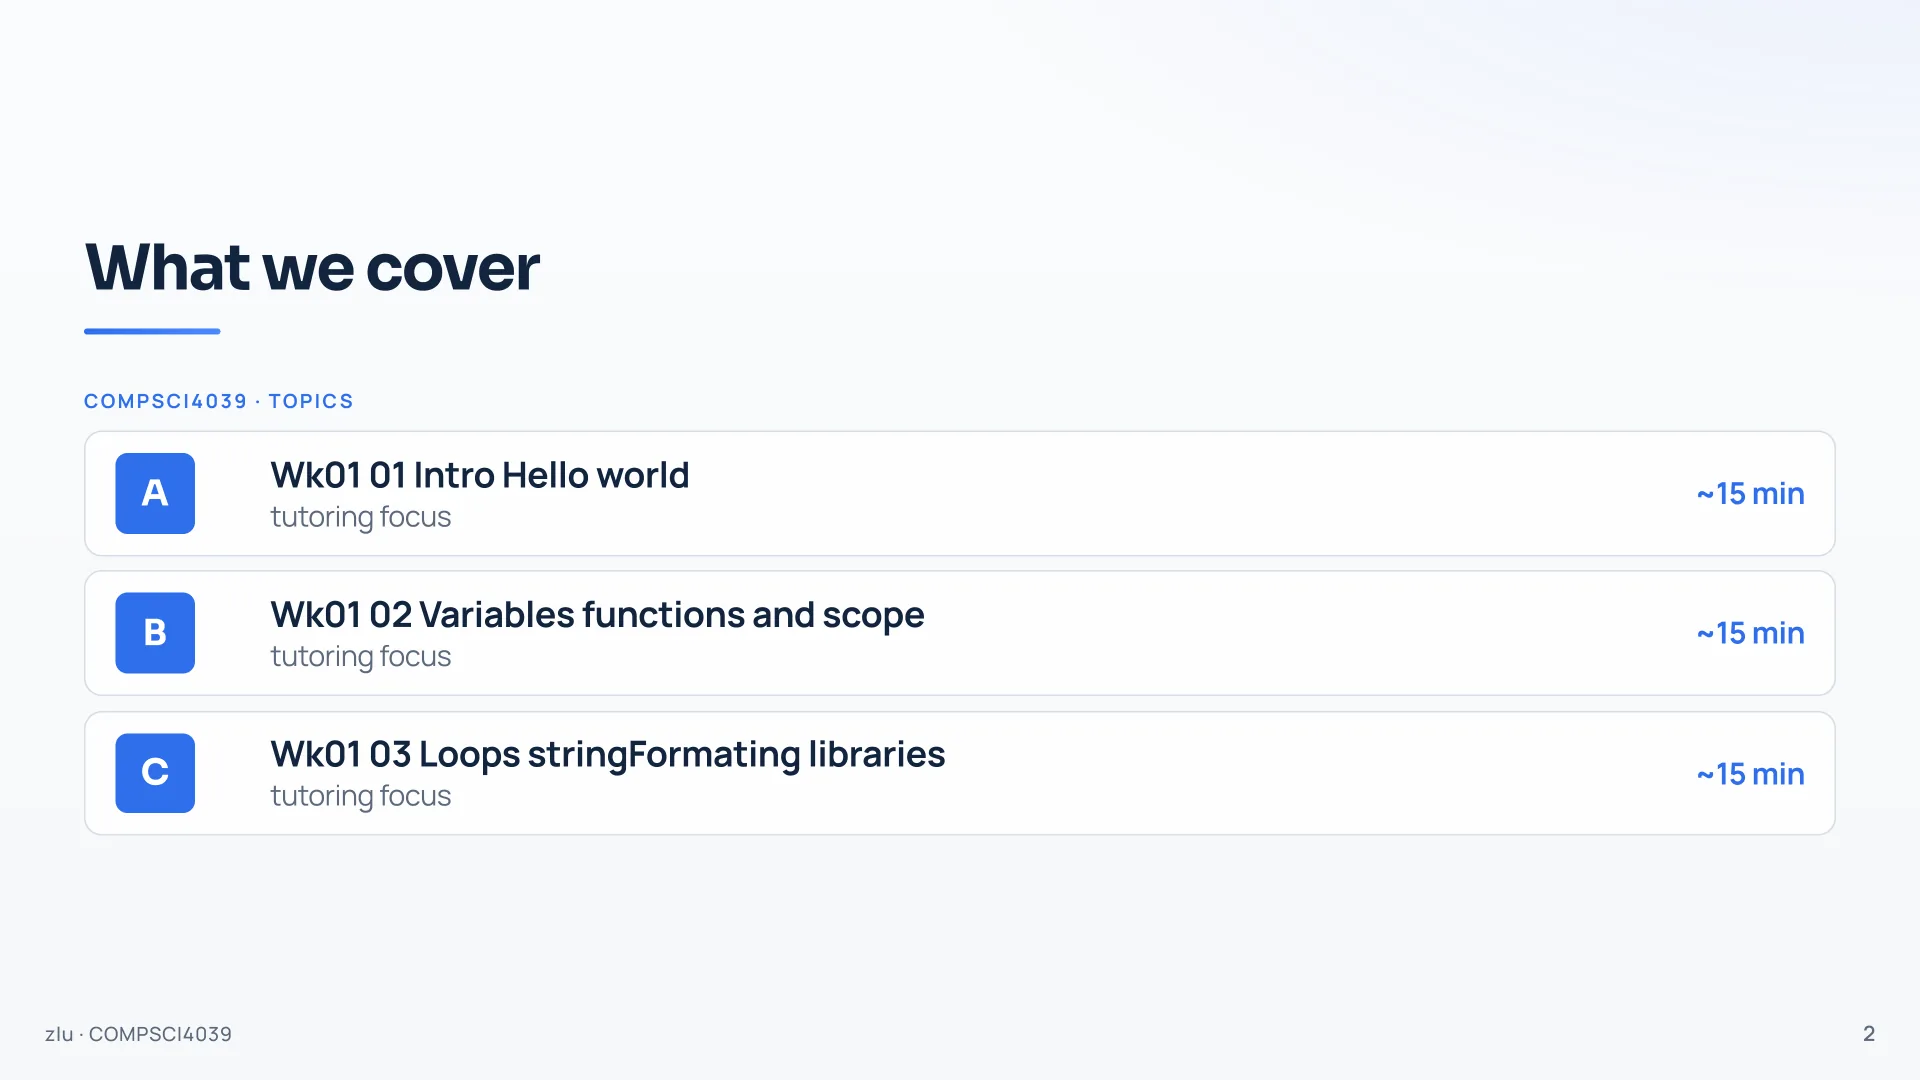 What we cover
COMPSCI4039 · TOPICS
A
Wk01 01 Intro Hello world
tutoring focus
~15 min
B
Wk01 02 Variables functions and scope
tutoring focus
~15 min
C
Wk01 03 Loops stringFormating libraries
tutoring focus
~15 min
zlu · COMPSCI4039
2